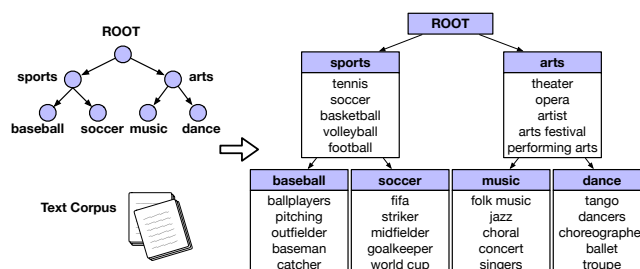 ROOT
sports
arts
baseball
soccer
music
dance
Text Corpus
ROOT
sports
tennis
soccer
basketball
volleyball
football
arts
theater
opera
artist
arts festival
performing arts
baseball
ballplayers
pitching
outfielder
baseman
catcher
soccer
fifa
striker
midfielder
goalkeeper
world cup
music
folk music
jazz
choral
concert
singers
dance
tango
dancers
choreographer
ballet
troupe